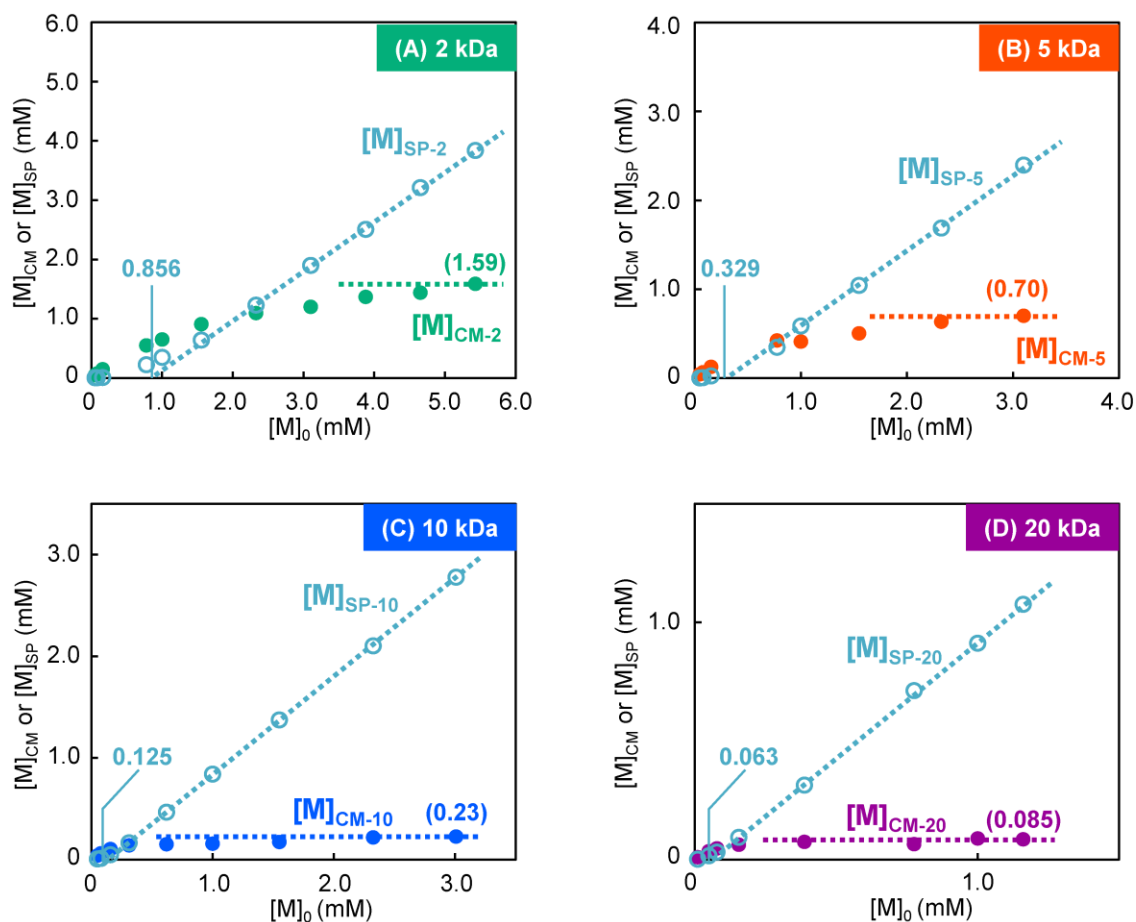 (A) 2 kDa
6.0
5.0
4.0
3.0
2.0
1.0
0
[M]CM or [M]SP (mM)
[M]SP-2
0.856
(1.59)
[M]CM-2
0 1.0 2.0 3.0 4.0 5.0 6.0
[M]0 (mM)
(B) 5 kDa
4.0
3.0
2.0
1.0
0
[M]CM or [M]SP (mM)
[M]SP-5
0.329
(0.70)
[M]CM-5
0 1.0 2.0 3.0 4.0
[M]0 (mM)
(C) 10 kDa
3.0
2.0
1.0
0
[M]CM or [M]SP (mM)
[M]SP-10
0.125
[M]CM-10
(0.23)
0 1.0 2.0 3.0
[M]0 (mM)
(D) 20 kDa
1.0
0
[M]CM or [M]SP (mM)
[M]SP-20
0.063
[M]CM-20
(0.085)
0 1.0
[M]0 (mM)